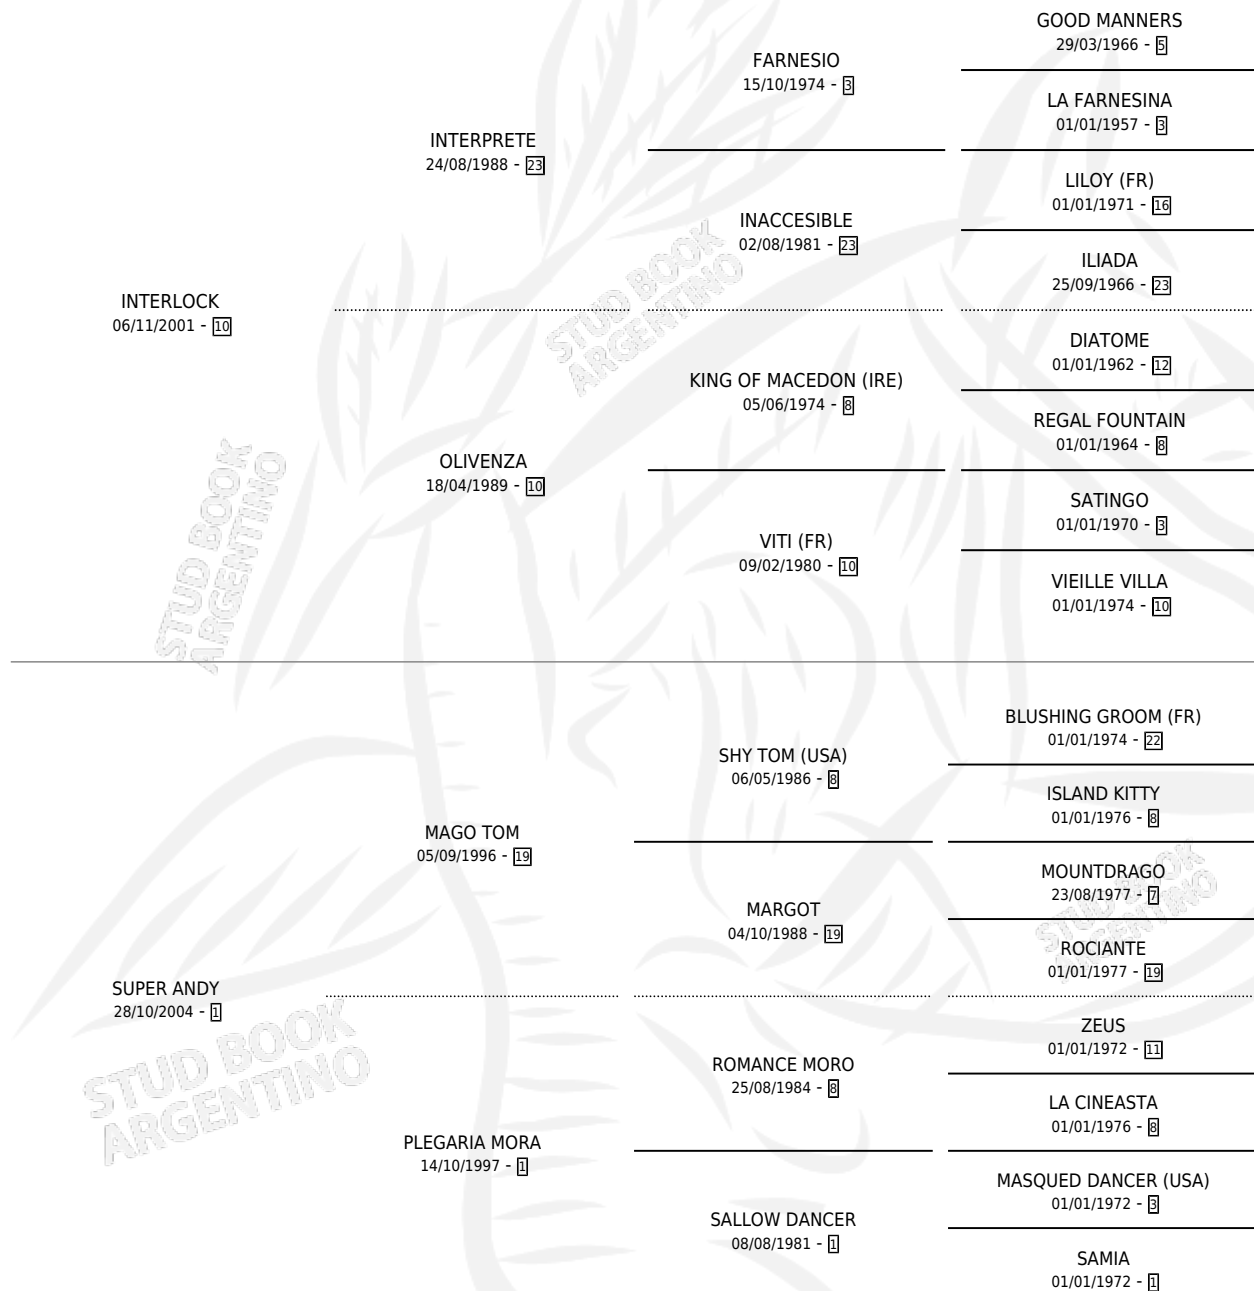 GOOD MANNERS
29/03/1966 - 5
FARNESIO
15/10/1974 - 3
LA FARNESINA
01/01/1957 - 3
INTERPRETE
24/08/1988 - 23
LILOY (FR)
01/01/1971 - 16
INACCESIBLE
02/08/1981 - 23
ILIADA
25/09/1966 - 23
INTERLOCK
06/11/2001 - 10
DIATOME
01/01/1962 - 12
KING OF MACEDON (IRE)
05/06/1974 - 8
REGAL FOUNTAIN
01/01/1964 - 8
OLIVENZA
18/04/1989 - 10
SATINGO
01/01/1970 - 3
VITI (FR)
09/02/1980 - 10
VIEILLE VILLA
01/01/1974 - 10
BLUSHING GROOM (FR)
01/01/1974 - 22
SHY TOM (USA)
06/05/1986 - 8
ISLAND KITTY
01/01/1976 - 8
MAGO TOM
05/09/1996 - 19
MOUNTDRAGO
23/08/1977 - 7
MARGOT
04/10/1988 - 19
ROCIANTE
01/01/1977 - 19
SUPER ANDY
28/10/2004 - 1
ZEUS
01/01/1972 - 11
ROMANCE MORO
25/08/1984 - 8
LA CINEASTA
01/01/1976 - 8
PLEGARIA MORA
14/10/1997 - 1
MASQUED DANCER (USA)
01/01/1972 - 3
SALLOW DANCER
08/08/1981 - 1
SAMIA
01/01/1972 - 1
STUD BOOK
ARGENTINO
STUD BOOK
ARGENTINO
STUD BOOK
ARGENTINO
STUD BOOK
ARGENTINO